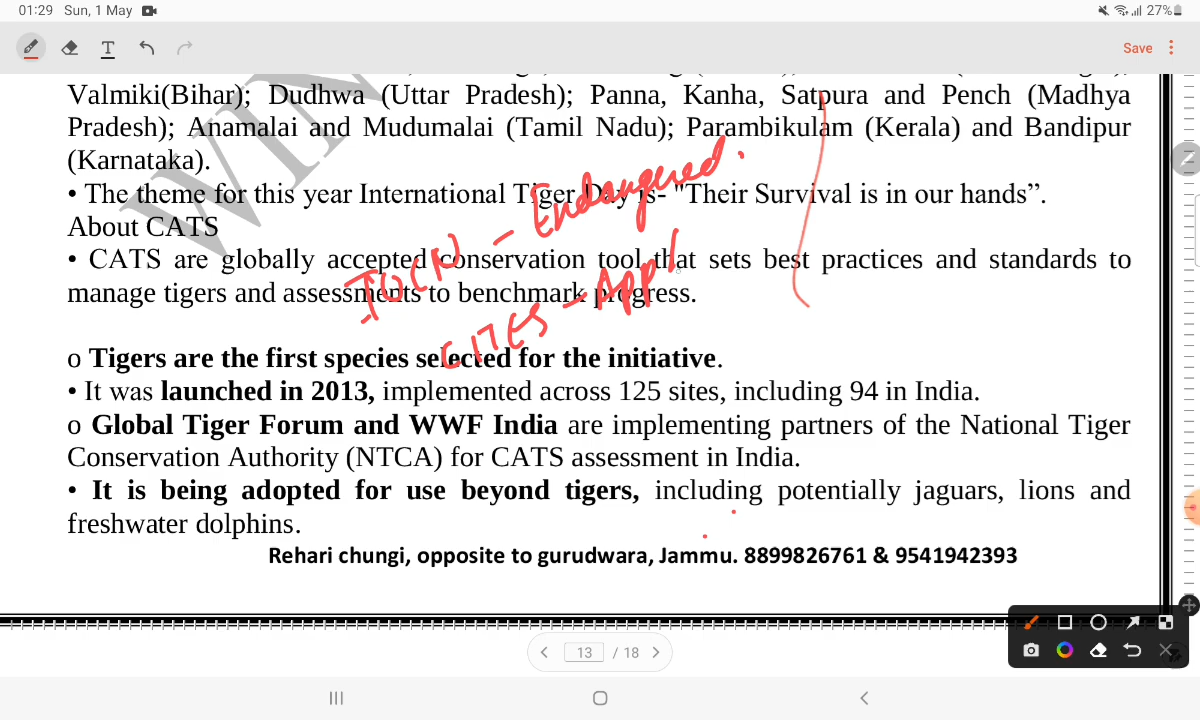 01:29 Sun, 1 May 27%
T Save
Valmiki(Bihar); Dudhwa (Uttar Pradesh); Panna, Kanha, Satpura and Pench (Madhya
Pradesh); Anamalai and Mudumalai (Tamil Nadu); Parambikulam (Kerala) and Bandipur
(Karnataka).
• The theme for this year International Tiger Day is- "Their Survival is in our hands”.
About CATS
• CATS are globally accepted conservation tool that sets best practices and standards to
manage tigers and assessments to benchmark progress.
IUCN - Endangered.
CITES - App I
o Tigers are the first species selected for the initiative.
• It was launched in 2013, implemented across 125 sites, including 94 in India.
o Global Tiger Forum and WWF India are implementing partners of the National Tiger
Conservation Authority (NTCA) for CATS assessment in India.
• It is being adopted for use beyond tigers, including potentially jaguars, lions and
freshwater dolphins.
Rehari chungi, opposite to gurudwara, Jammu. 8899826761 & 9541942393
13 / 18